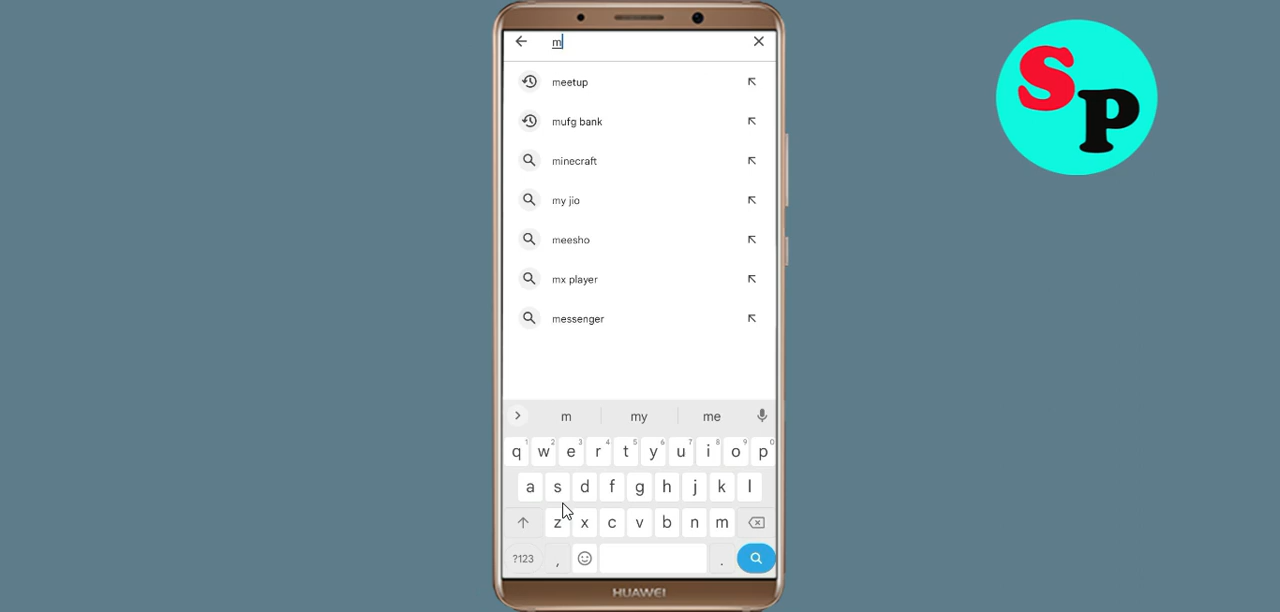 m
meetup
mufg bank
minecraft
my jio
meesho
mx player
messenger
m my me
q1 w2 e3 r4 t5 y6 u7 i8 o9 p0
a s d f g h j k l
z x c v b n m
?123 , .
HUAWEI
SP